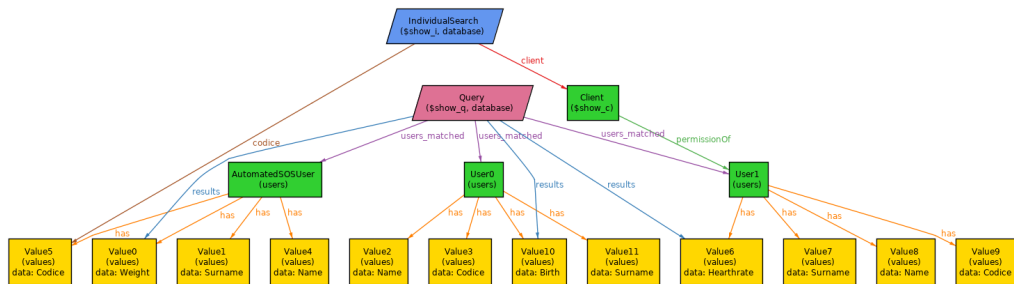 IndividualSearch
($show_i, database)
client
Query
($show_q, database)
Client
($show_c)
users_matched
users_matched
users_matched
permissionOf
codice
AutomatedSOSUser
(users)
User0
(users)
User1
(users)
results
results
results
has
has
has
has
has
has
has
has
has
has
has
has
Value5
(values)
data: Codice
Value0
(values)
data: Weight
Value1
(values)
data: Surname
Value4
(values)
data: Name
Value2
(values)
data: Name
Value3
(values)
data: Codice
Value10
(values)
data: Birth
Value11
(values)
data: Surname
Value6
(values)
data: Hearthrate
Value7
(values)
data: Surname
Value8
(values)
data: Name
Value9
(values)
data: Codice